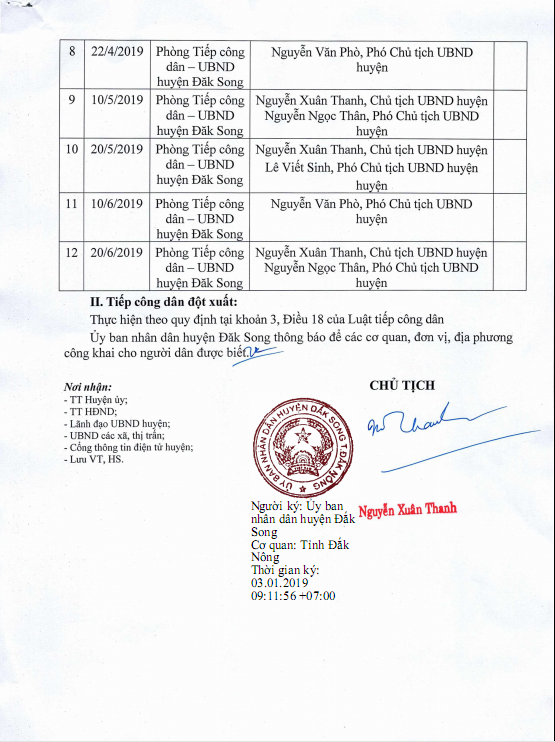 8 22/4/2019 Phòng Tiếp công Nguyễn Văn Phò, Phó Chủ tịch UBND
dân – UBND huyện
huyện Đăk Song
9 10/5/2019 Phòng Tiếp công Nguyễn Xuân Thanh, Chủ tịch UBND huyện
dân – UBND Nguyễn Ngọc Thân, Phó Chủ tịch UBND
huyện Đăk Song huyện
10 20/5/2019 Phòng Tiếp công Nguyễn Xuân Thanh, Chủ tịch UBND huyện
dân – UBND Lê Viết Sinh, Phó Chủ tịch UBND huyện
huyện Đăk Song huyện
11 10/6/2019 Phòng Tiếp công Nguyễn Văn Phò, Phó Chủ tịch UBND
dân – UBND huyện
huyện Đăk Song
12 20/6/2019 Phòng Tiếp công Nguyễn Xuân Thanh, Chủ tịch UBND huyện
dân – UBND Nguyễn Ngọc Thân, Phó Chủ tịch UBND
huyện Đăk Song huyện
II. Tiếp công dân đột xuất:
Thực hiện theo quy định tại khoản 3, Điều 18 của Luật tiếp công dân
Ủy ban nhân dân huyện Đăk Song thông báo để các cơ quan, đơn vị, địa phương
công khai cho người dân được biết.
Nơi nhận:
- TT Huyện ủy;
- TT HĐND;
- Lãnh đạo UBND huyện;
- UBND các xã, thị trấn;
- Cổng thông tin điện tử huyện;
- Lưu VT, HS.
CHỦ TỊCH
ỦY BAN NHÂN DÂN HUYỆN ĐĂK SONG T.ĐĂK NÔNG
Nguyễn Xuân Thanh
Người ký: Ủy ban
nhân dân huyện Đắk
Song
Cơ quan: Tỉnh Đắk
Nông
Thời gian ký:
03.01.2019
09:11:56 +07:00